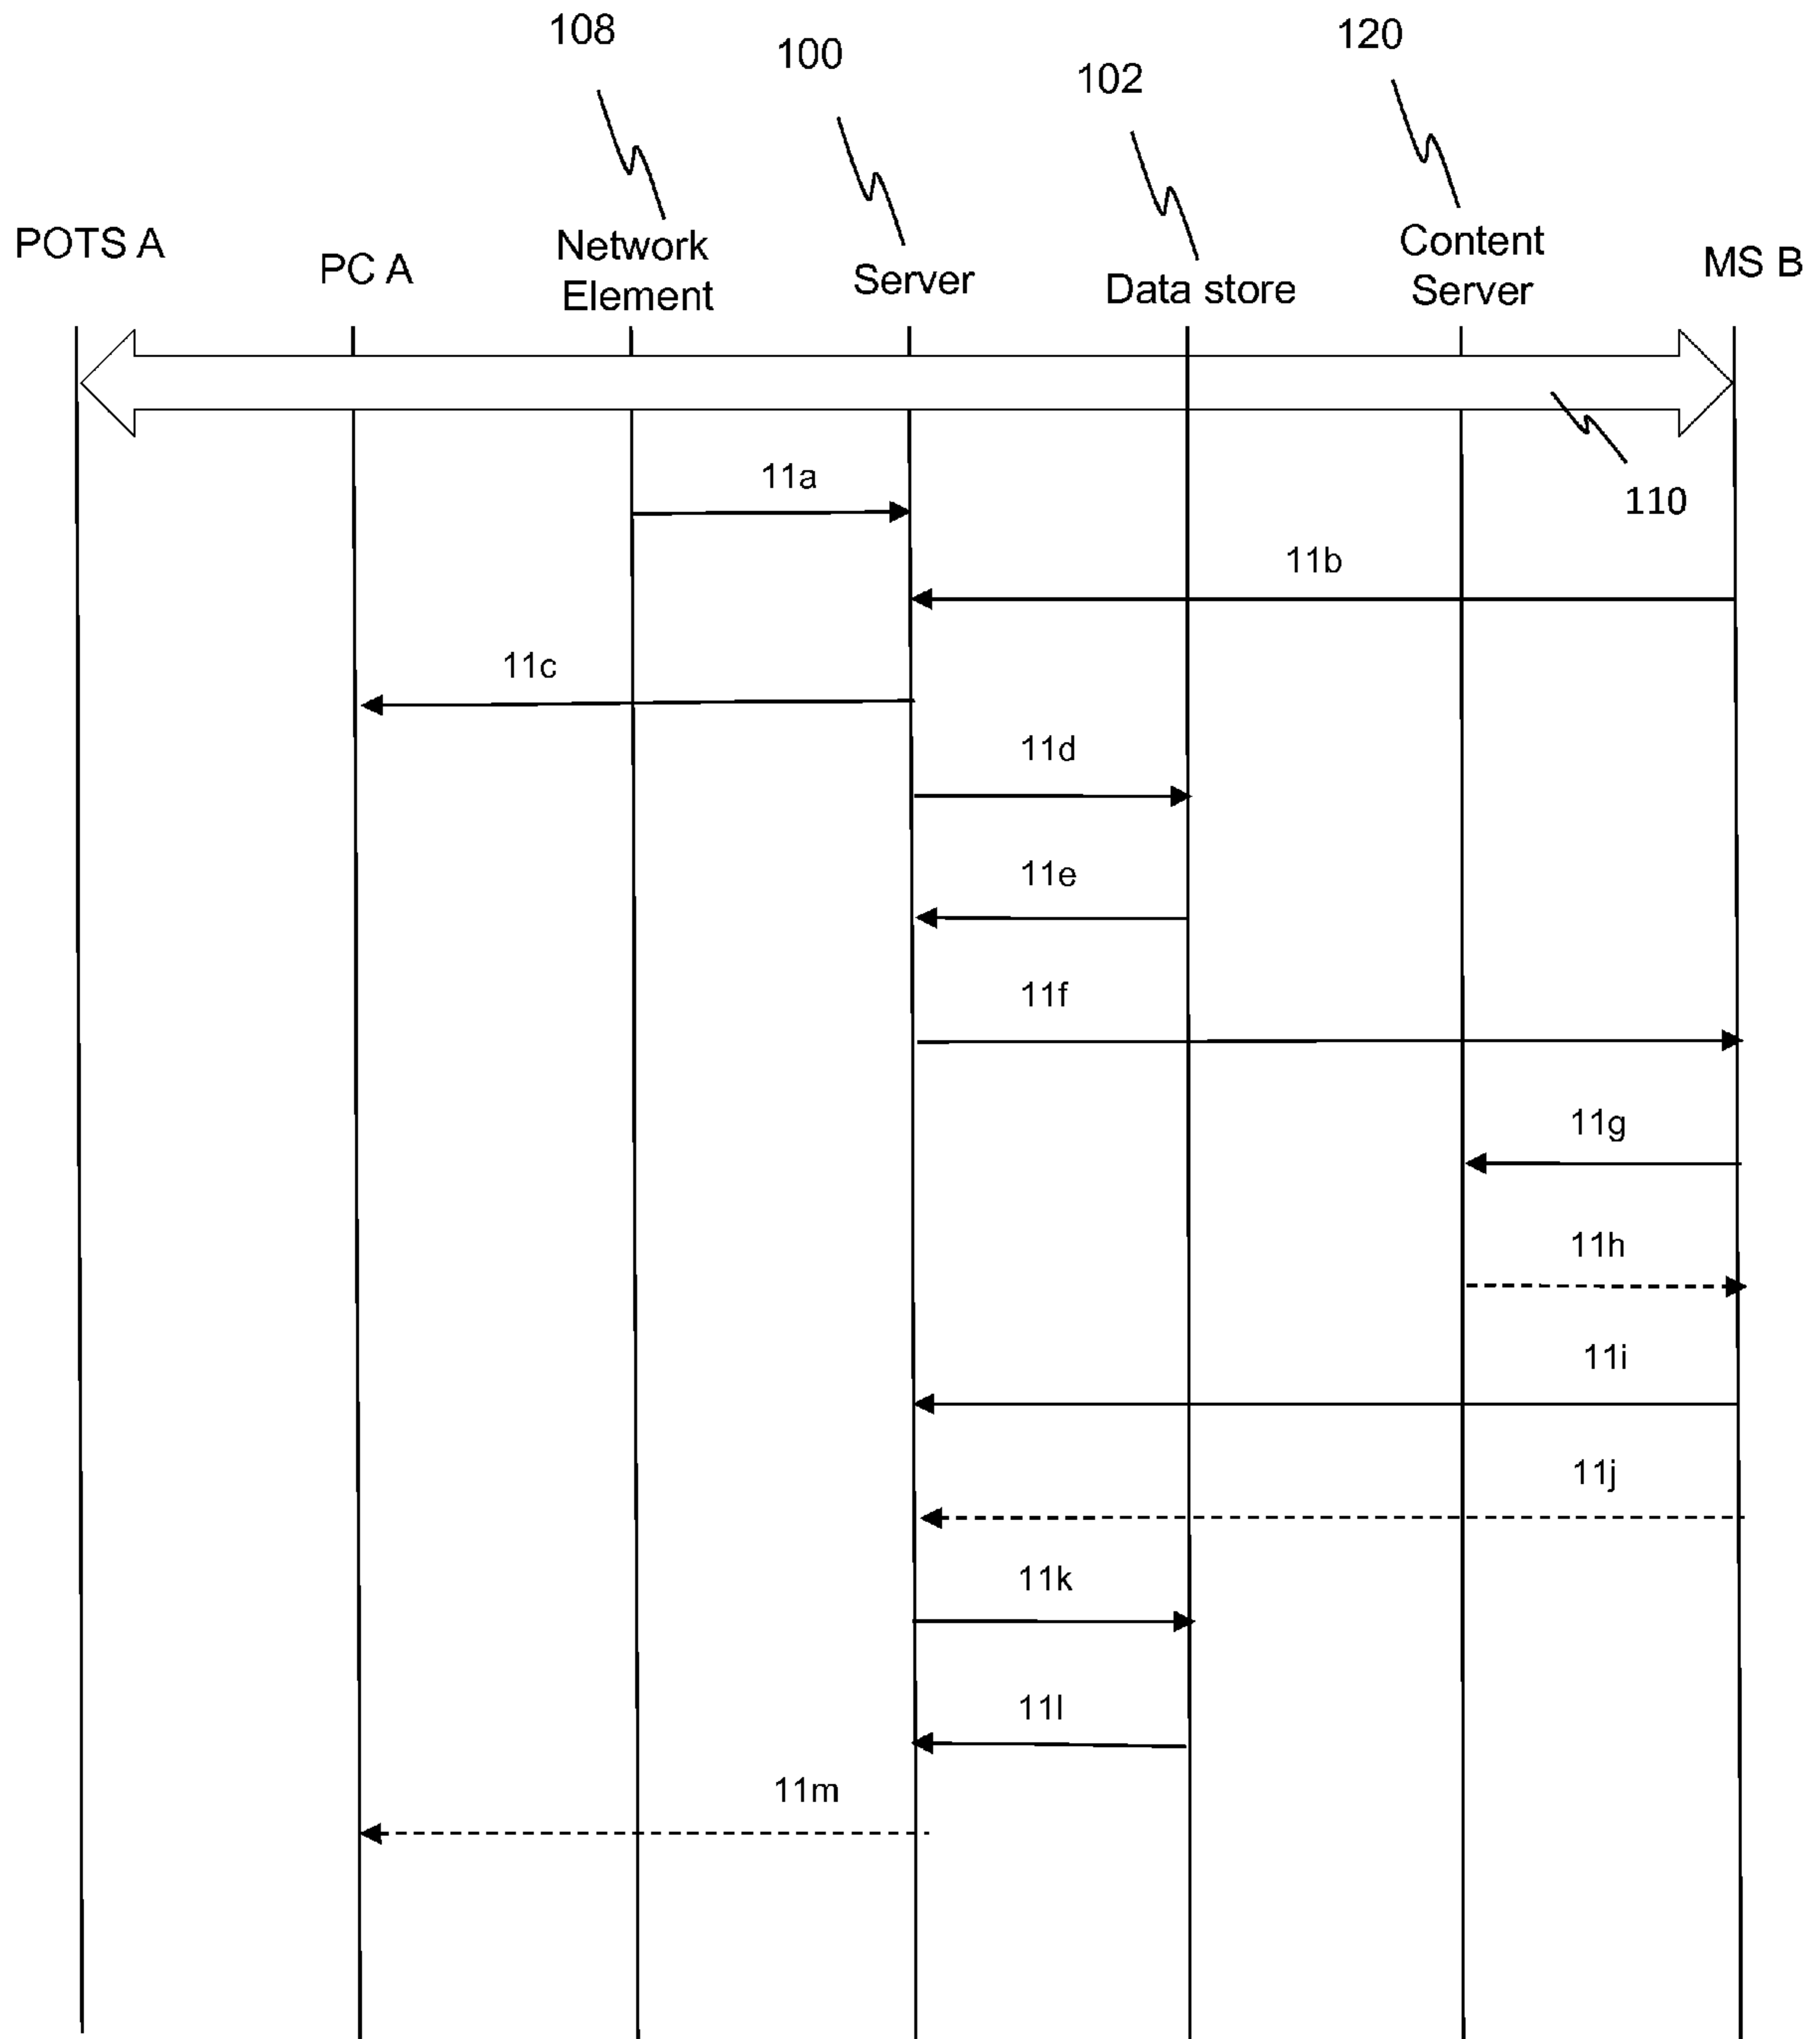 108
100
120
102
POTS A
PC A
Network
Element
Server
Data store
Content
Server
MS B
110
11a
11b
11c
11d
11e
11f
11g
11h
11i
11j
11k
11l
11m